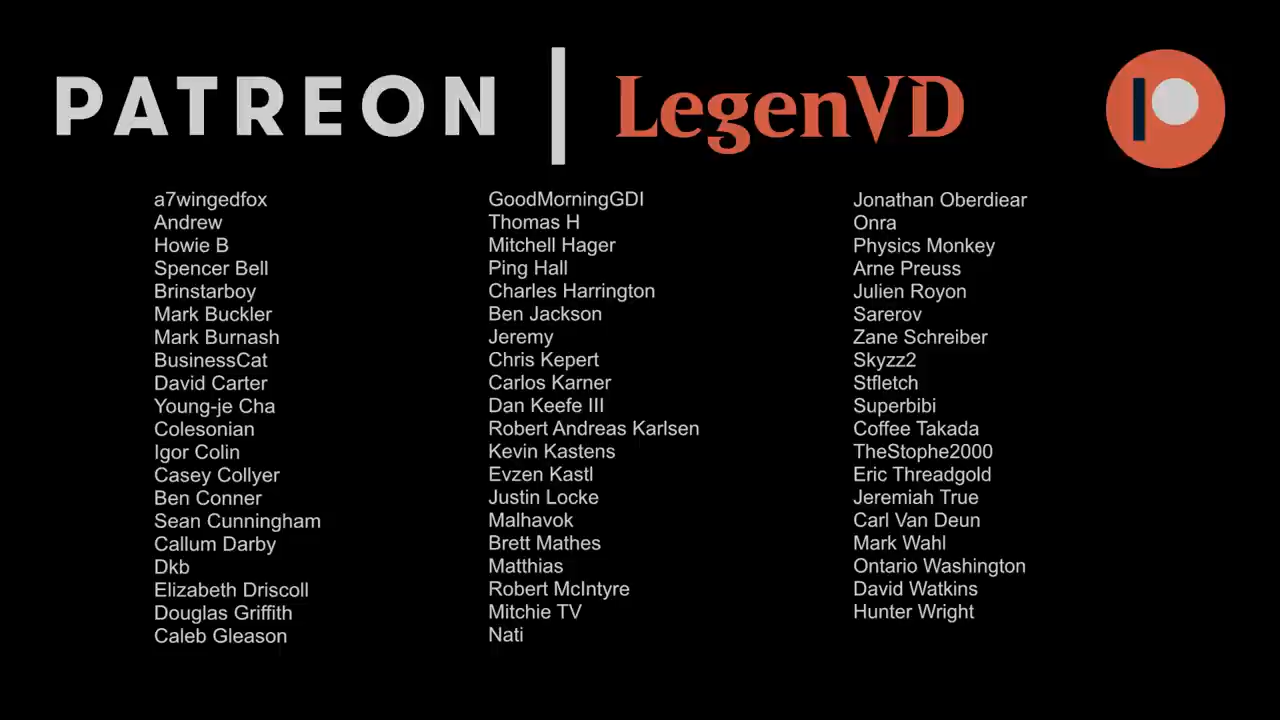 PATREON | LegenVD
a7wingedfox
Andrew
Howie B
Spencer Bell
Brinstarboy
Mark Buckler
Mark Burnash
BusinessCat
David Carter
Young-je Cha
Colesonian
Igor Colin
Casey Collyer
Ben Conner
Sean Cunningham
Callum Darby
Dkb
Elizabeth Driscoll
Douglas Griffith
Caleb Gleason
GoodMorningGDI
Thomas H
Mitchell Hager
Ping Hall
Charles Harrington
Ben Jackson
Jeremy
Chris Kepert
Carlos Karner
Dan Keefe III
Robert Andreas Karlsen
Kevin Kastens
Evzen Kastl
Justin Locke
Malhavok
Brett Mathes
Matthias
Robert McIntyre
Mitchie TV
Nati
Jonathan Oberdiear
Onra
Physics Monkey
Arne Preuss
Julien Royon
Sarerov
Zane Schreiber
Skyzz2
Stfletch
Superbibi
Coffee Takada
TheStophe2000
Eric Threadgold
Jeremiah True
Carl Van Deun
Mark Wahl
Ontario Washington
David Watkins
Hunter Wright